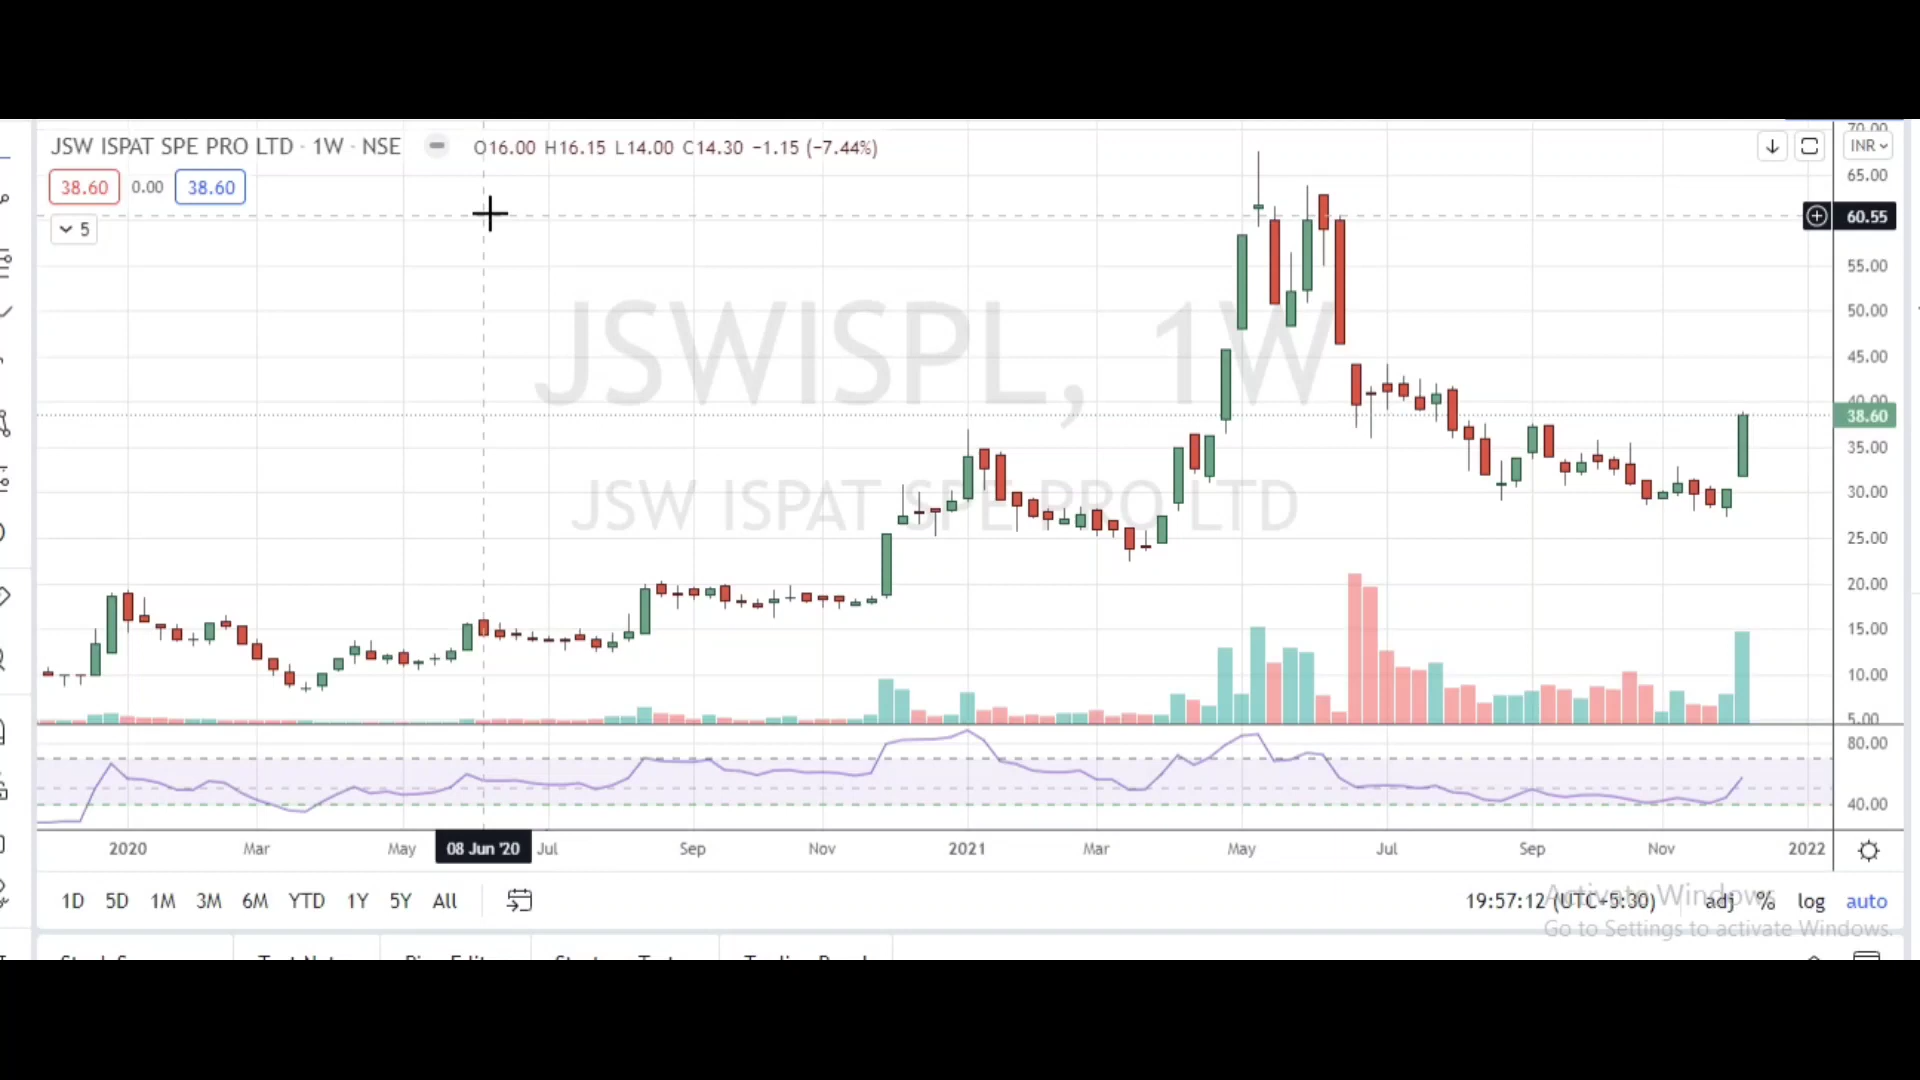 JSW ISPAT SPE PRO LTD · 1W · NSE O16.00 H16.15 L14.00 C14.30 −1.15 (−7.44%)
INR
38.60 0.00 38.60
5
70.00
65.00
60.55
55.00
50.00
45.00
40.00
38.60
35.00
30.00
25.00
20.00
15.00
10.00
5.00
80.00
40.00
JSWISPL, 1W
JSW ISPAT SPE PRO LTD
2020 Mar May 08 Jun '20 Jul Sep Nov 2021 Mar May Jul Sep Nov 2022
1D 5D 1M 3M 6M YTD 1Y 5Y All 19:57:12 (UTC+5:30) adj % log auto
Activate Windows
Go to Settings to activate Windows.